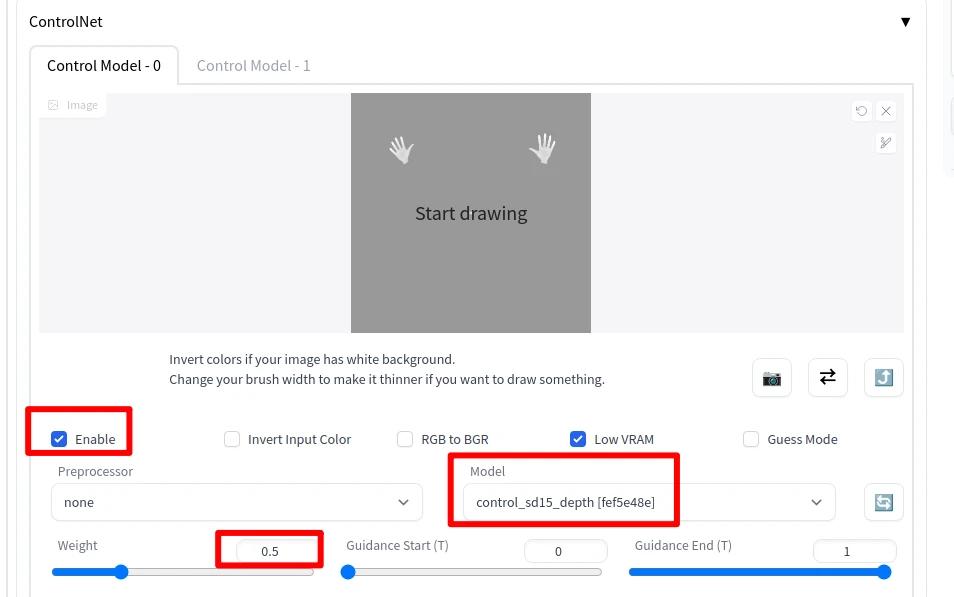 ControlNet
Control Model - 0
Control Model - 1
Image
Start drawing
Invert colors if your image has white background.
Change your brush width to make it thinner if you want to draw something.
Enable
Invert Input Color
RGB to BGR
Low VRAM
Guess Mode
Preprocessor
Model
none
control_sd15_depth [fef5e48e]
Weight
0.5
Guidance Start (T)
0
Guidance End (T)
1